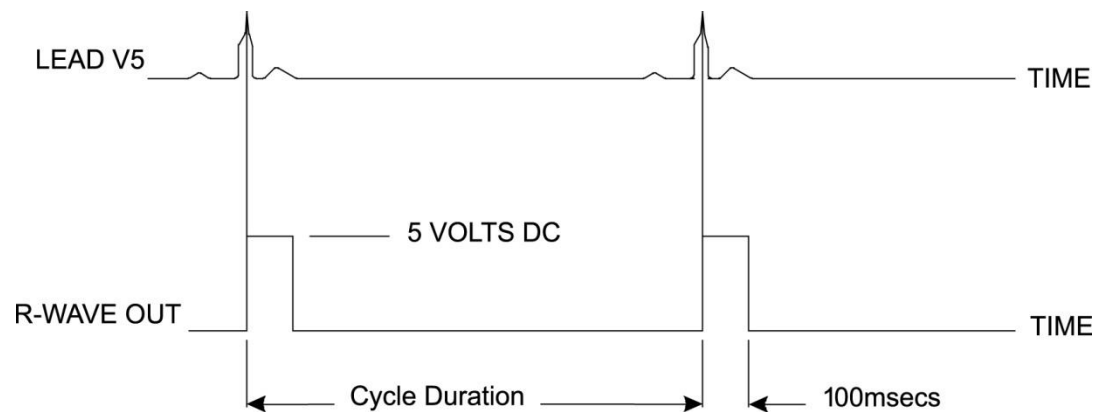 LEAD V5
TIME
5 VOLTS DC
R-WAVE OUT
TIME
Cycle Duration
100msecs